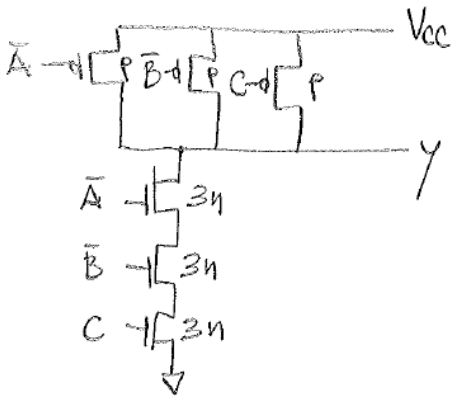 Vcc
Ā P B̄ P C P
Y
Ā 3n
B̄ 3n
C 3n